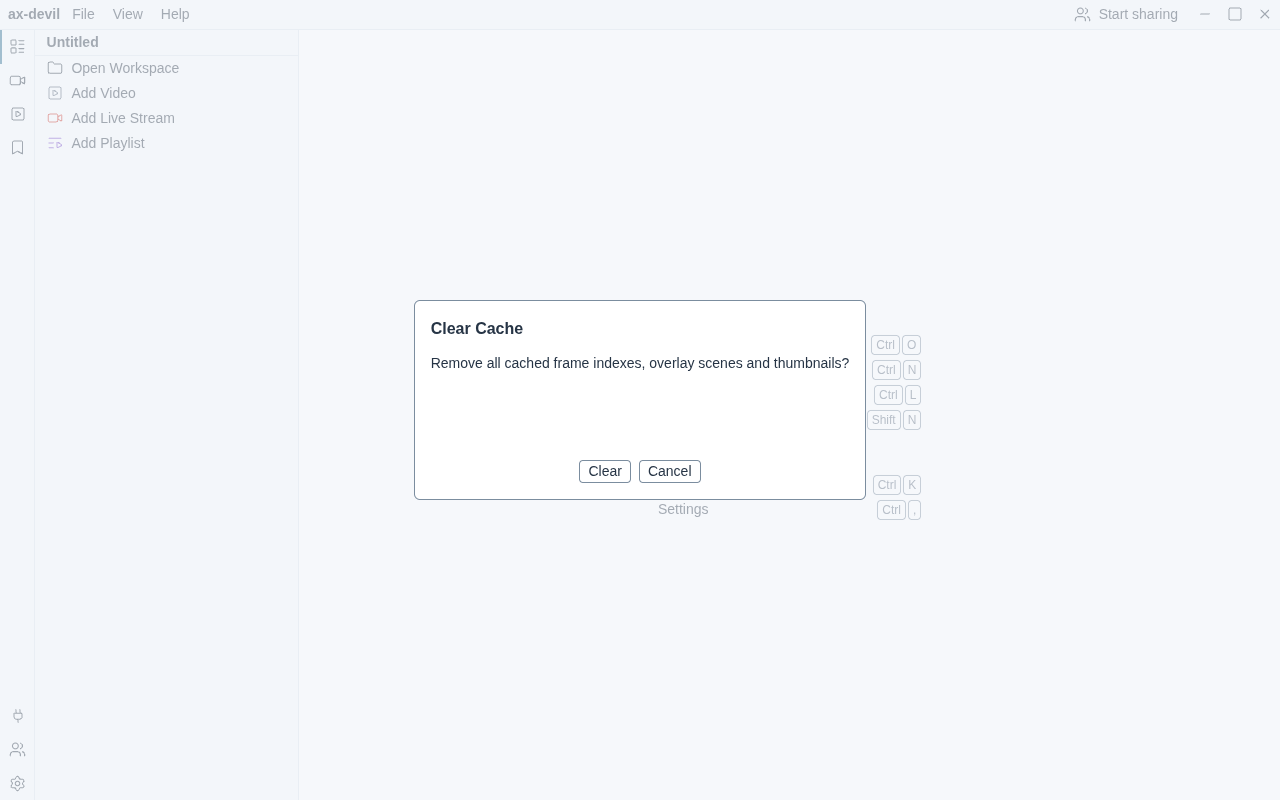 ax-devil File View Help Start sharing
Untitled
Open Workspace
Add Video
Add Live Stream
Add Playlist
Clear Cache
Remove all cached frame indexes, overlay scenes and thumbnails?
Clear Cancel
Ctrl O
Ctrl N
Ctrl L
Shift N
Ctrl K
Settings Ctrl ,